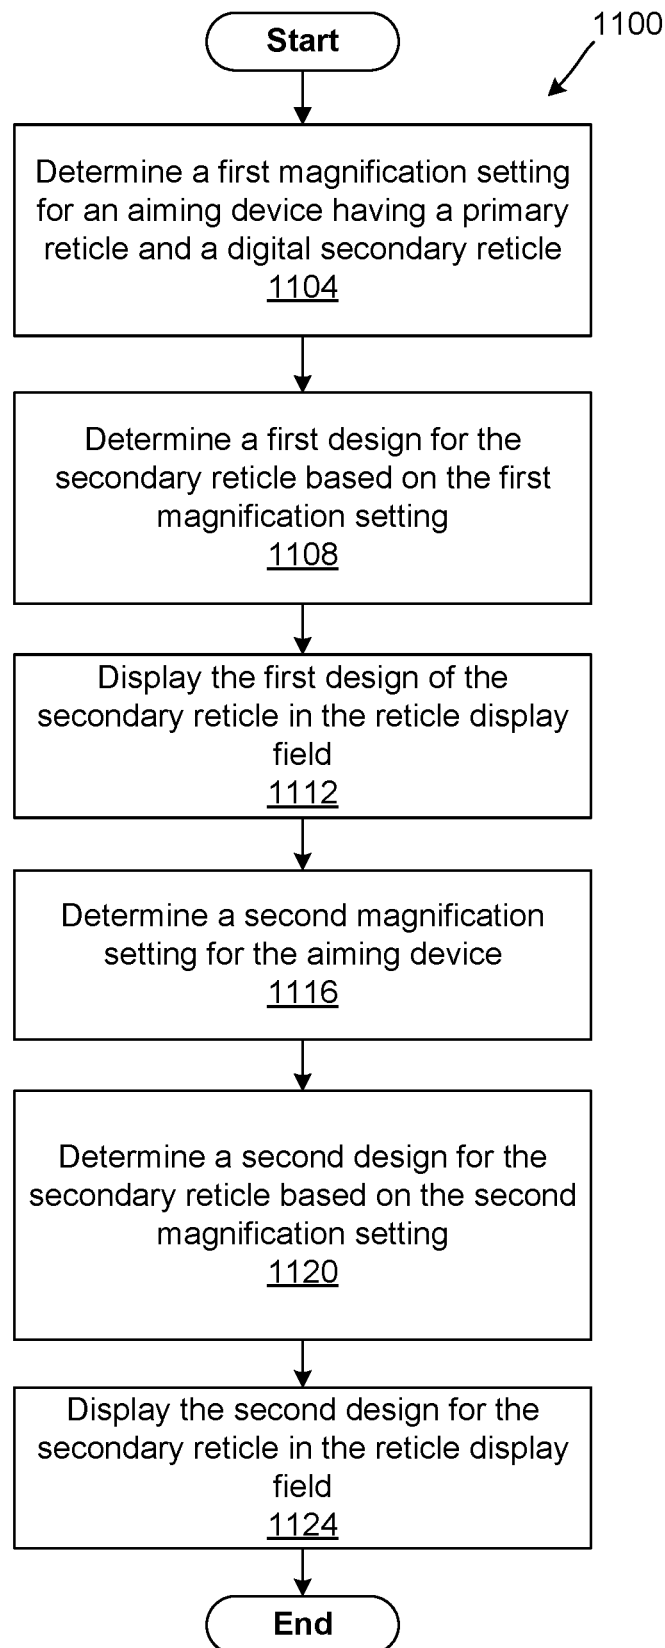 Start
1100
Determine a first magnification setting
for an aiming device having a primary
reticle and a digital secondary reticle
1104
Determine a first design for the
secondary reticle based on the first
magnification setting
1108
Display the first design of the
secondary reticle in the reticle display
field
1112
Determine a second magnification
setting for the aiming device
1116
Determine a second design for the
secondary reticle based on the second
magnification setting
1120
Display the second design for the
secondary reticle in the reticle display
field
1124
End